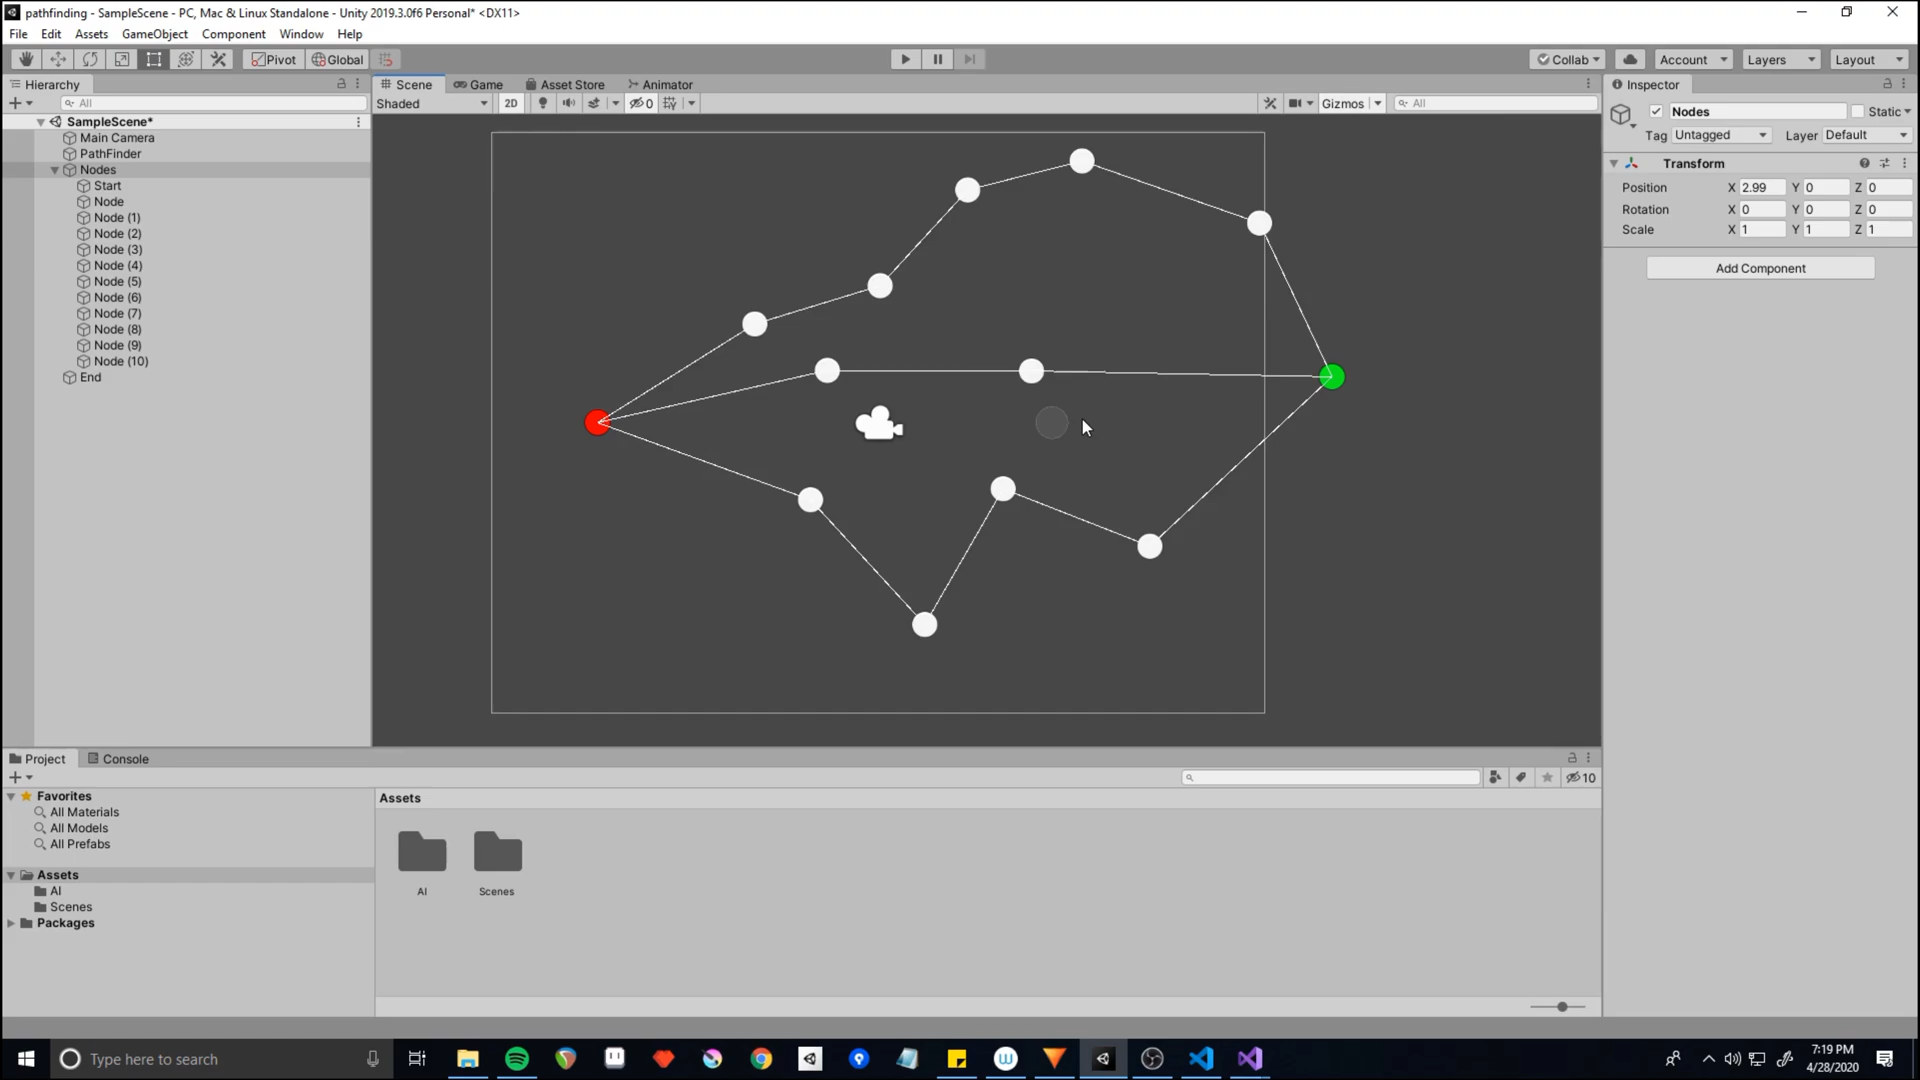 pathfinding - SampleScene - PC, Mac & Linux Standalone - Unity 2019.3.0f6 Personal* <DX11>
File Edit Assets GameObject Component Window Help
Pivot Global Collab Account Layers Layout
Hierarchy
All
SampleScene*
Main Camera
PathFinder
Nodes
Start
Node
Node (1)
Node (2)
Node (3)
Node (4)
Node (5)
Node (6)
Node (7)
Node (8)
Node (9)
Node (10)
End
Scene Game Asset Store Animator
Shaded 2D 0 Gizmos All
Inspector
Nodes Static
Tag Untagged Layer Default
Transform
Position X 2.99 Y 0 Z 0
Rotation X 0 Y 0 Z 0
Scale X 1 Y 1 Z 1
Add Component
Project Console
10
Favorites
All Materials
All Models
All Prefabs
Assets
AI
Scenes
Packages
Assets
AI Scenes
Type here to search
7:19 PM
4/28/2020